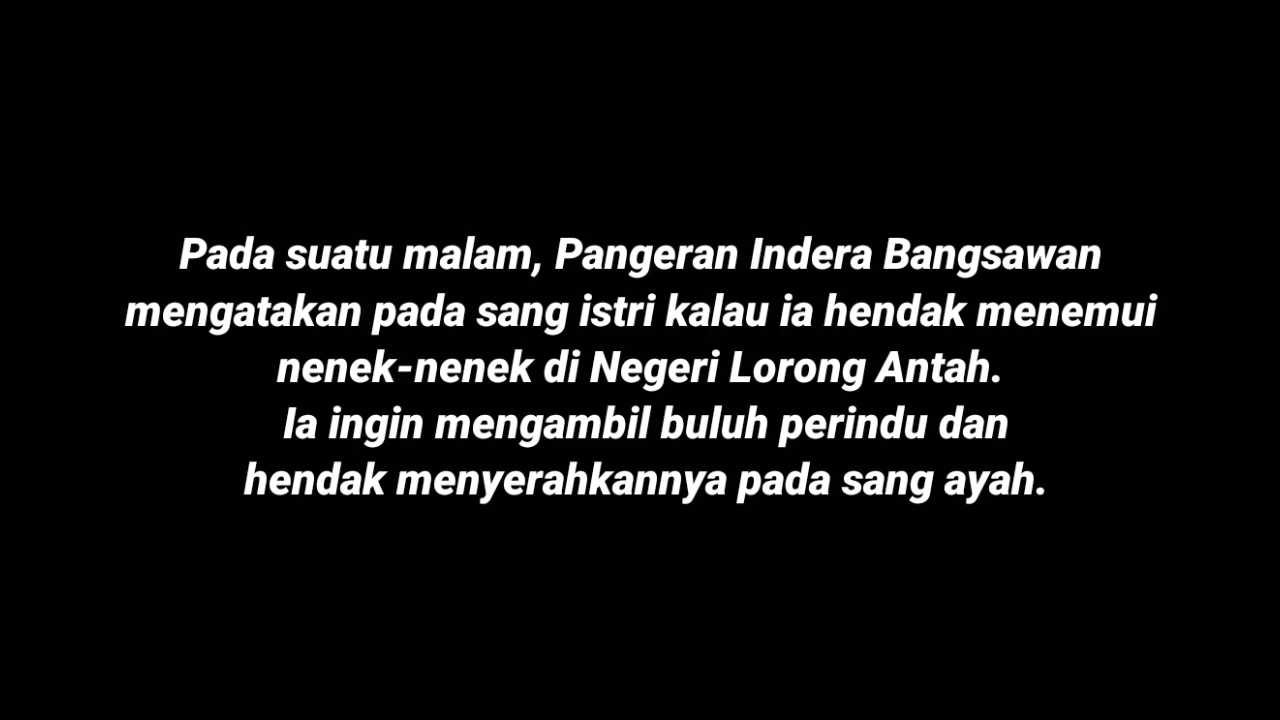 Pada suatu malam, Pangeran Indera Bangsawan
mengatakan pada sang istri kalau ia hendak menemui
nenek-nenek di Negeri Lorong Antah.
Ia ingin mengambil buluh perindu dan
hendak menyerahkannya pada sang ayah.